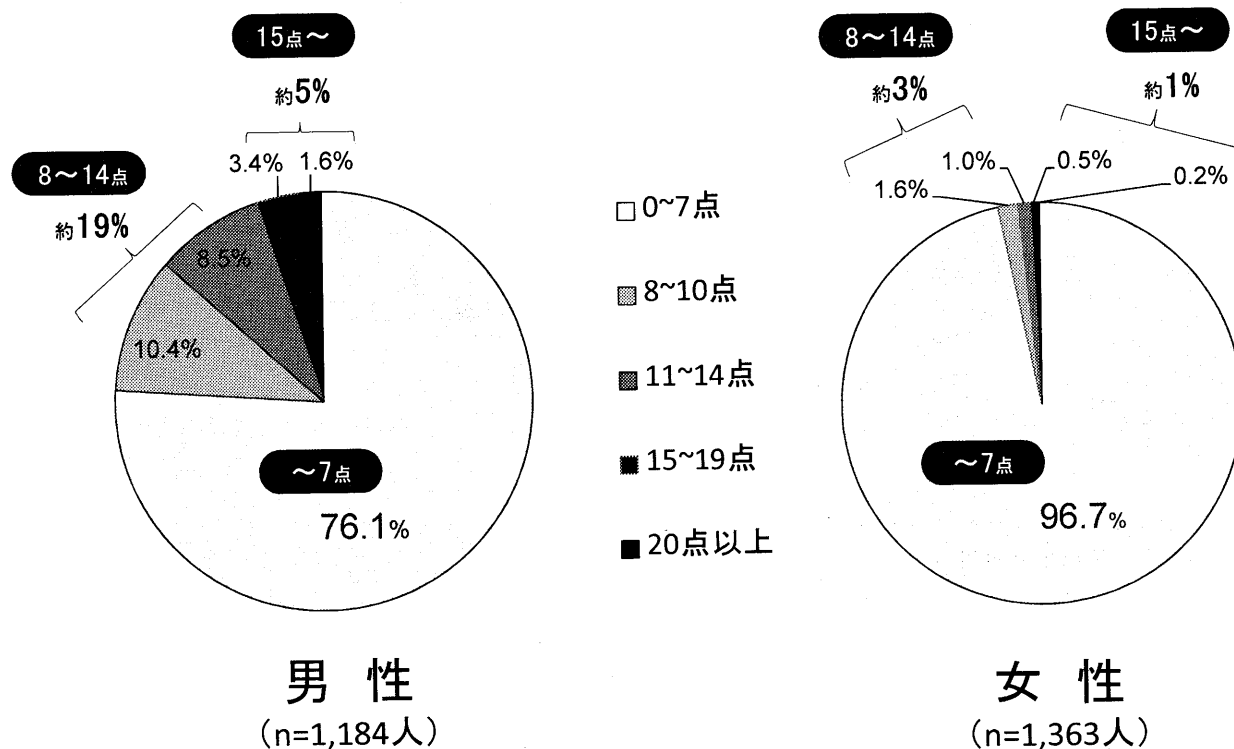 15点～
約5%
3.4%
1.6%
8～14点
約19%
8.5%
10.4%
～7点
76.1%
男 性
（n=1,184人）
0~7点
8~10点
11~14点
15~19点
20点以上
8～14点
約3%
15点～
約1%
1.6%
1.0%
0.5%
0.2%
～7点
96.7%
女 性
（n=1,363人）